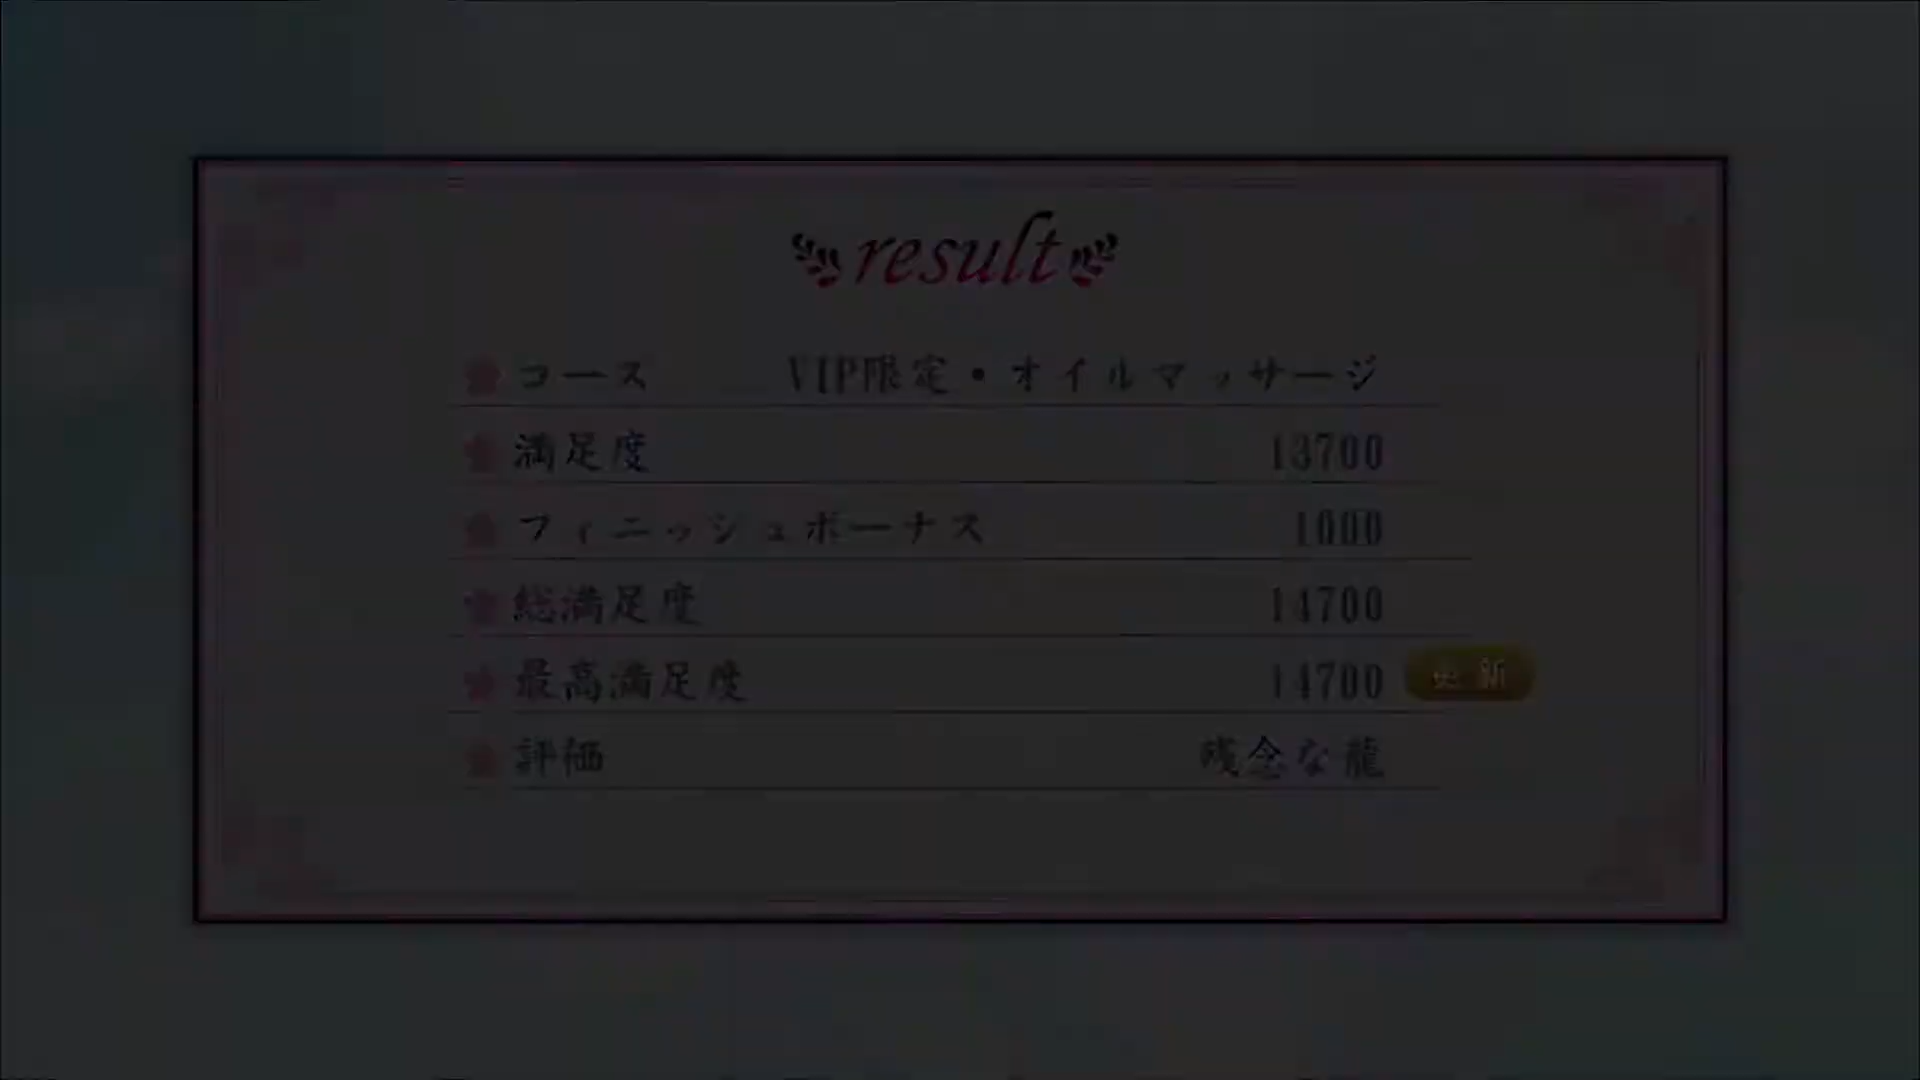 result
コース VIP限定・オイルマッサージ
満足度 13700
フィニッシュボーナス 1000
総満足度 14700
最高満足度 14700 更新
評価 残念な龍